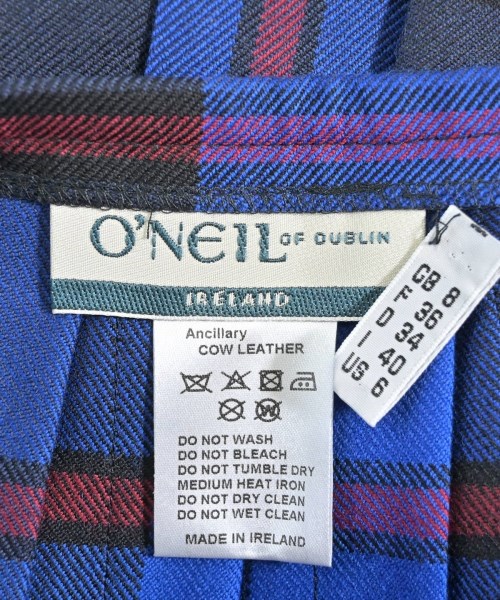 O'NEIL OF DUBLIN
IRELAND
GB 8
F 36
D 34
I 40
US 6
Ancillary
COW LEATHER
DO NOT WASH
DO NOT BLEACH
DO NOT TUMBLE DRY
MEDIUM HEAT IRON
DO NOT DRY CLEAN
DO NOT WET CLEAN
MADE IN IRELAND